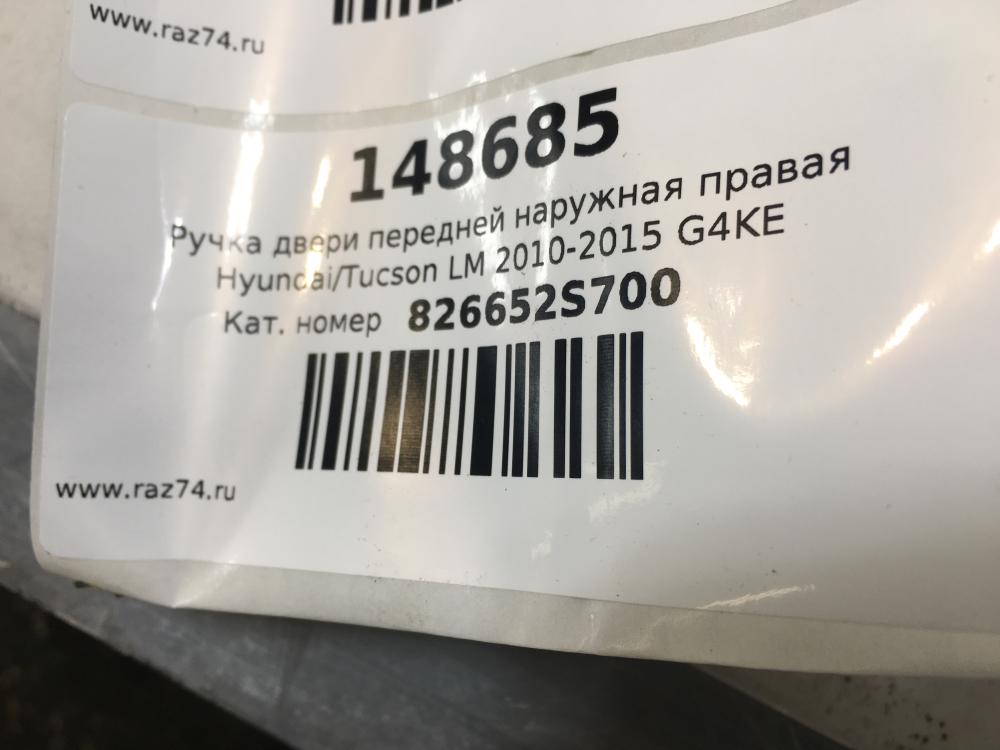 www.raz74.ru
148685
Ручка двери передней наружная правая
Hyundai/Tucson LM 2010-2015 G4KE
Кат. номер 826652S700
www.raz74.ru